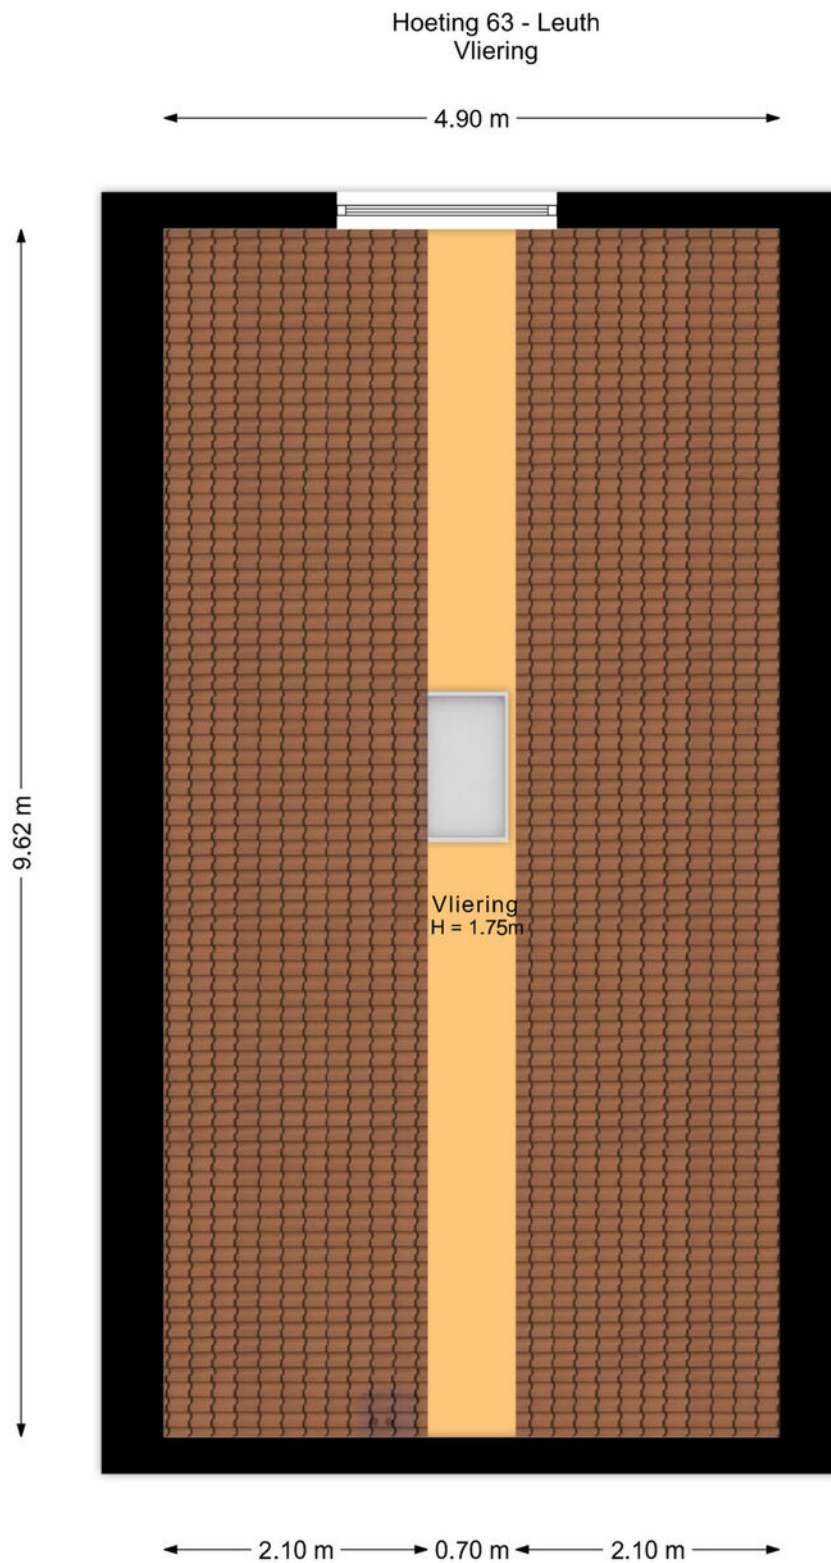 Hoeting 63 - Leuth
Vliering
4.90 m
9.62 m
Vliering
H = 1.75m
2.10 m
0.70 m
2.10 m